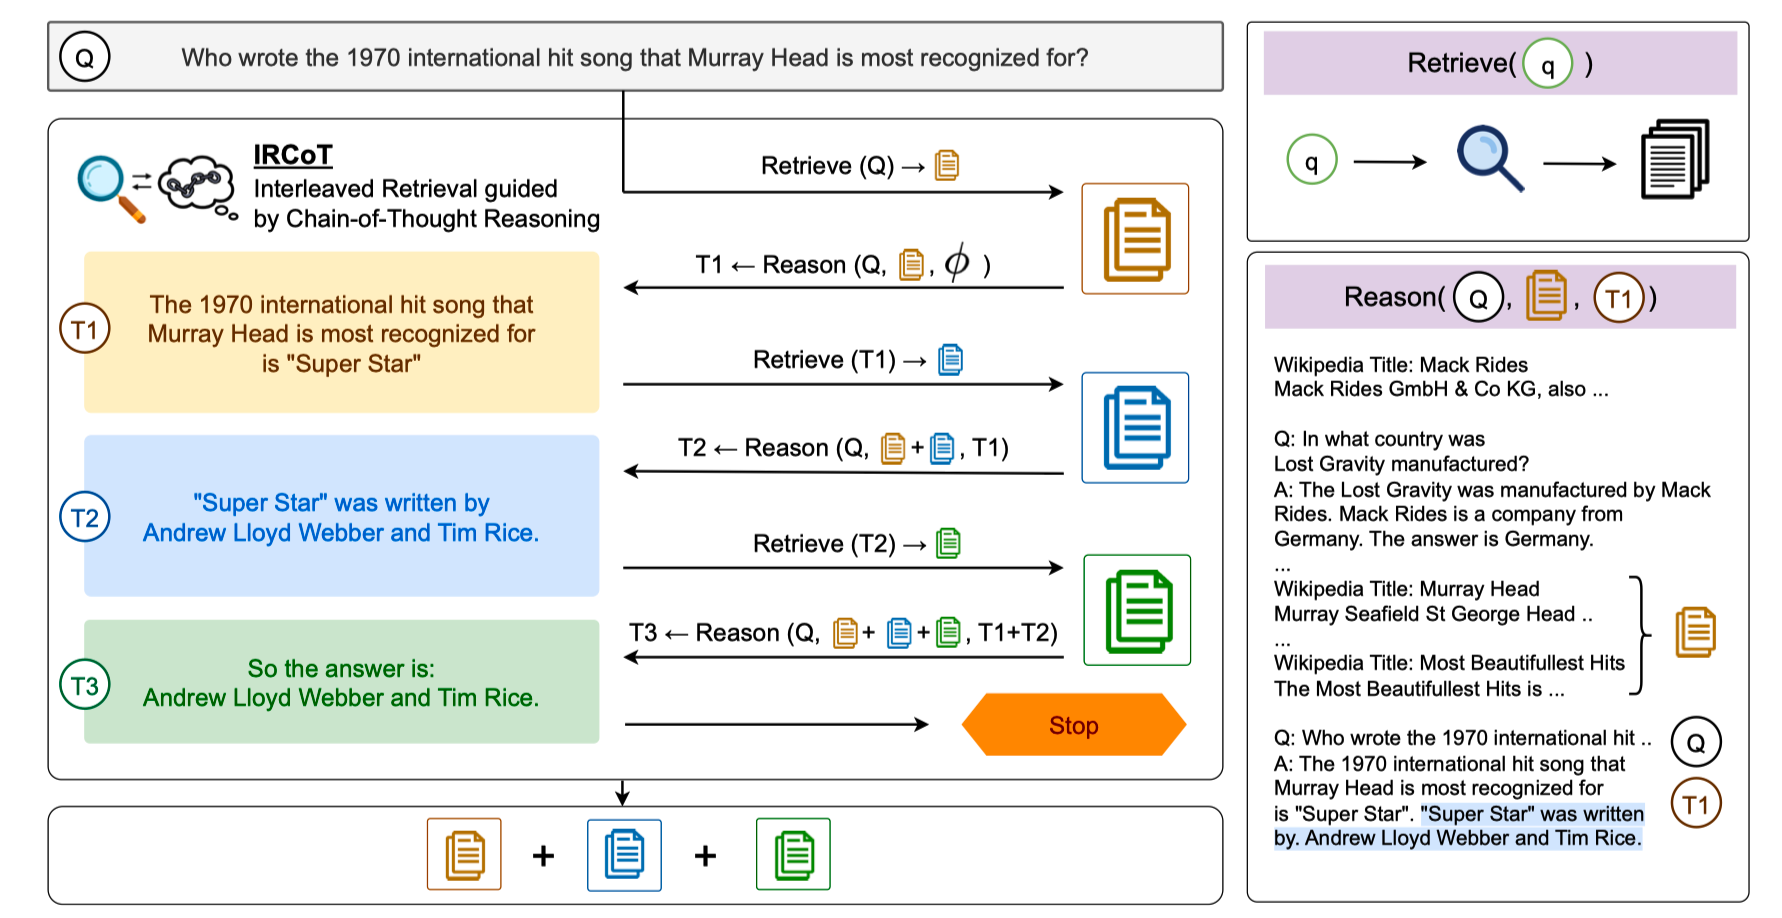 Q
Who wrote the 1970 international hit song that Murray Head is most recognized for?
IRCoT
Interleaved Retrieval guided
by Chain-of-Thought Reasoning
Retrieve (Q) →
T1 ← Reason (Q, , ϕ )
T1
The 1970 international hit song that
Murray Head is most recognized for
is "Super Star"
Retrieve (T1) →
T2 ← Reason (Q, + , T1)
T2
"Super Star" was written by
Andrew Lloyd Webber and Tim Rice.
Retrieve (T2) →
T3 ← Reason (Q, + + , T1+T2)
T3
So the answer is:
Andrew Lloyd Webber and Tim Rice.
Stop
+ +
Retrieve( q )
q
Reason( Q , , T1 )
Wikipedia Title: Mack Rides
Mack Rides GmbH & Co KG, also ...
Q: In what country was
Lost Gravity manufactured?
A: The Lost Gravity was manufactured by Mack
Rides. Mack Rides is a company from
Germany. The answer is Germany.
...
Wikipedia Title: Murray Head
Murray Seafield St George Head ..
...
Wikipedia Title: Most Beautifullest Hits
The Most Beautifullest Hits is ...
Q: Who wrote the 1970 international hit ..
Q
A: The 1970 international hit song that
Murray Head is most recognized for
T1
is "Super Star". "Super Star" was written
by. Andrew Lloyd Webber and Tim Rice.